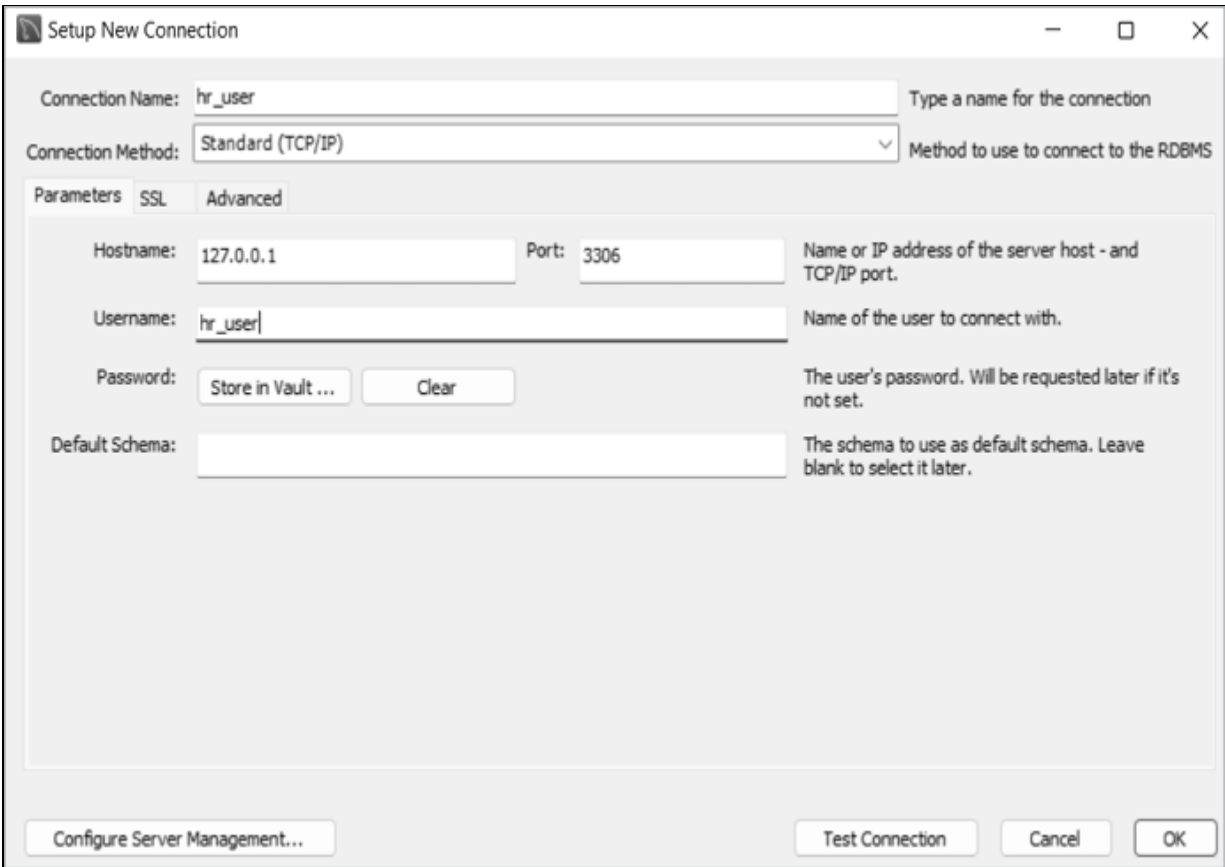 Setup New Connection
Connection Name: hr_user Type a name for the connection
Connection Method: Standard (TCP/IP) Method to use to connect to the RDBMS
Parameters SSL Advanced
Hostname: 127.0.0.1 Port: 3306 Name or IP address of the server host - and
TCP/IP port.
Username: hr_user Name of the user to connect with.
Password: Store in Vault ... Clear The user's password. Will be requested later if it's
not set.
Default Schema: The schema to use as default schema. Leave
blank to select it later.
Configure Server Management... Test Connection Cancel OK